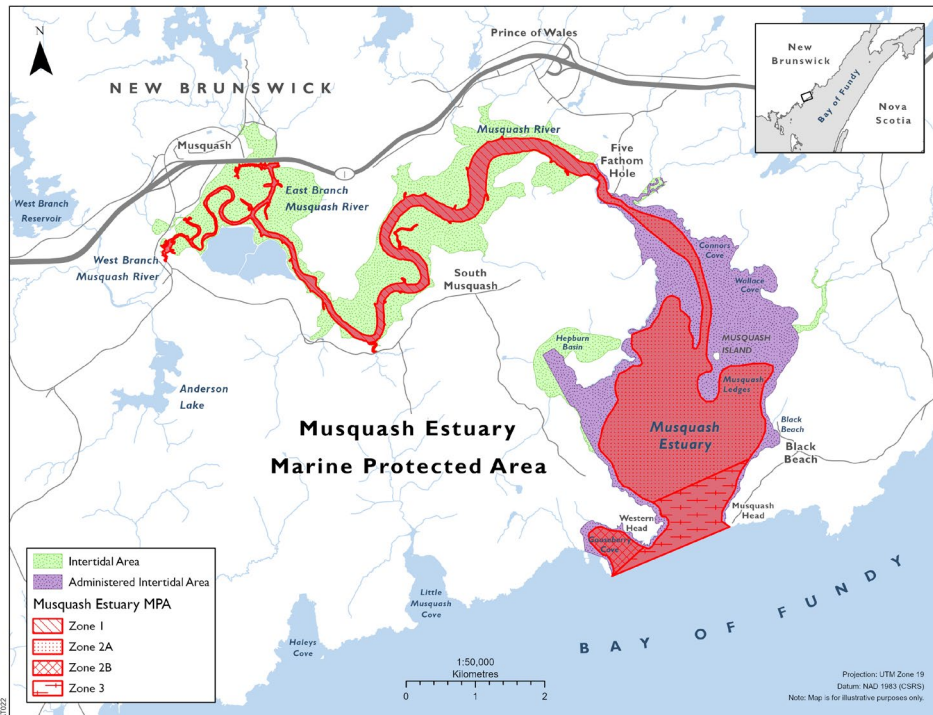 N
NEW BRUNSWICK
Prince of Wales
Musquash
Musquash River
1
Five
Fathom
Hole
West Branch
Reservoir
East Branch
Musquash River
West Branch
Musquash River
Connors
Cove
Wallace
Cove
South
Musquash
Hepburn
Basin
MUSQUASH
ISLAND
Musquash
Ledges
Anderson
Lake
Musquash Estuary
Marine Protected Area
Musquash
Estuary
Black
Beach
Black
Beach
Musquash
Head
Western
Head
Gooseberry
Cove
Little
Musquash
Cove
Haleys
Cove
BAY OF FUNDY
New
Brunswick
Bay of Fundy
Nova
Scotia
Intertidal Area
Administered Intertidal Area
Musquash Estuary MPA
Zone 1
Zone 2A
Zone 2B
Zone 3
1:50,000
Kilometres
0 1 2
Projection: UTM Zone 19
Datum: NAD 1983 (CSRS)
Note: Map is for illustrative purposes only.